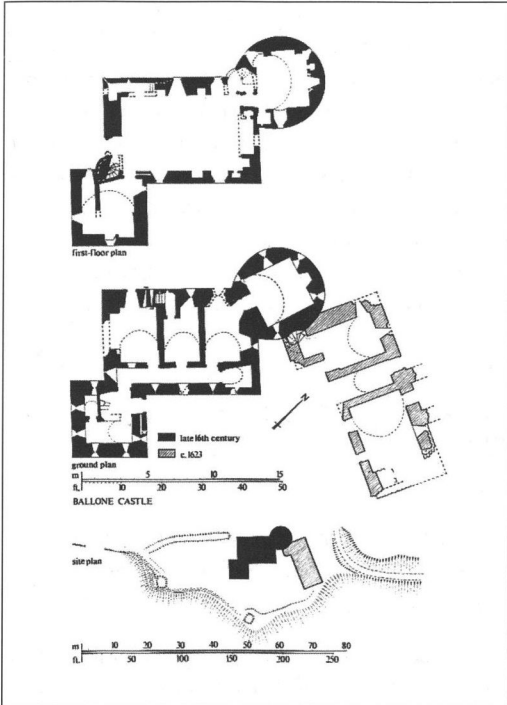 first-floor plan
N
late 16th century
c. 1623
ground plan
m 5 10 15
ft. 10 20 30 40 50
BALLONE CASTLE
site plan
m 10 20 30 40 50 60 70 80
ft. 50 100 150 200 250